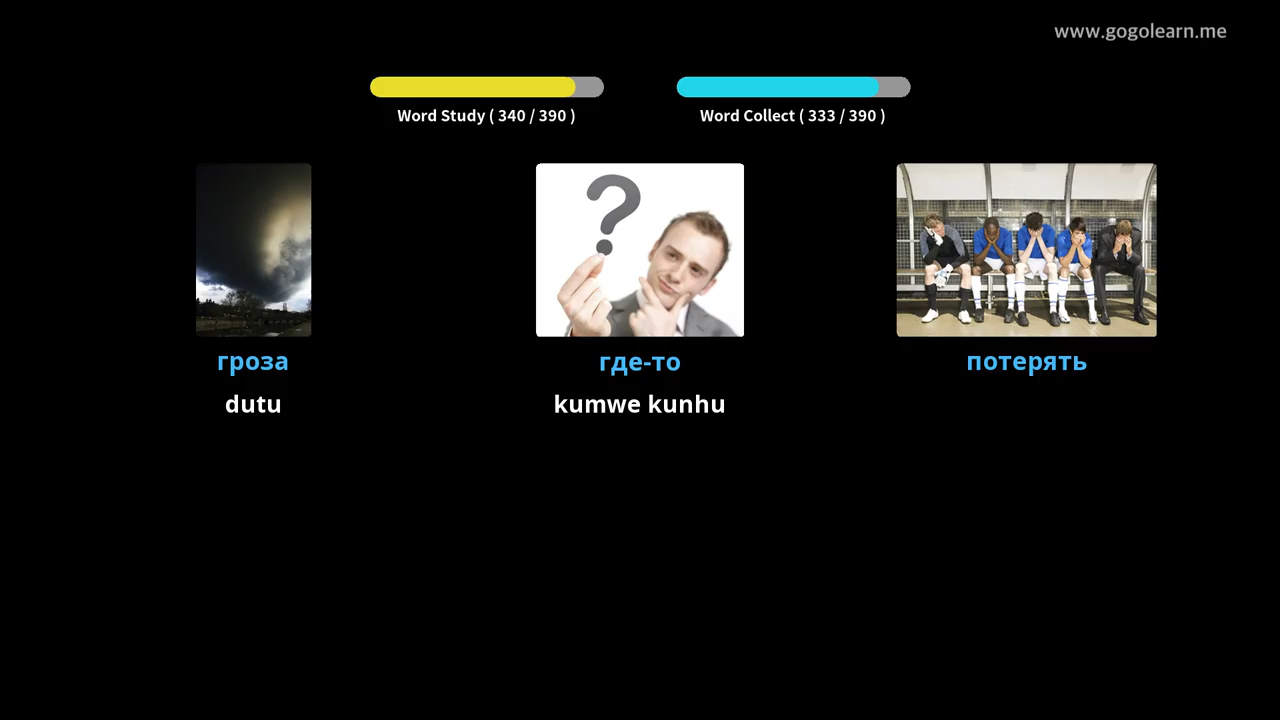 www.gogolearn.me
Word Study ( 340 / 390 )
Word Collect ( 333 / 390 )
гроза
где-то
потерять
dutu
kumwe kunhu